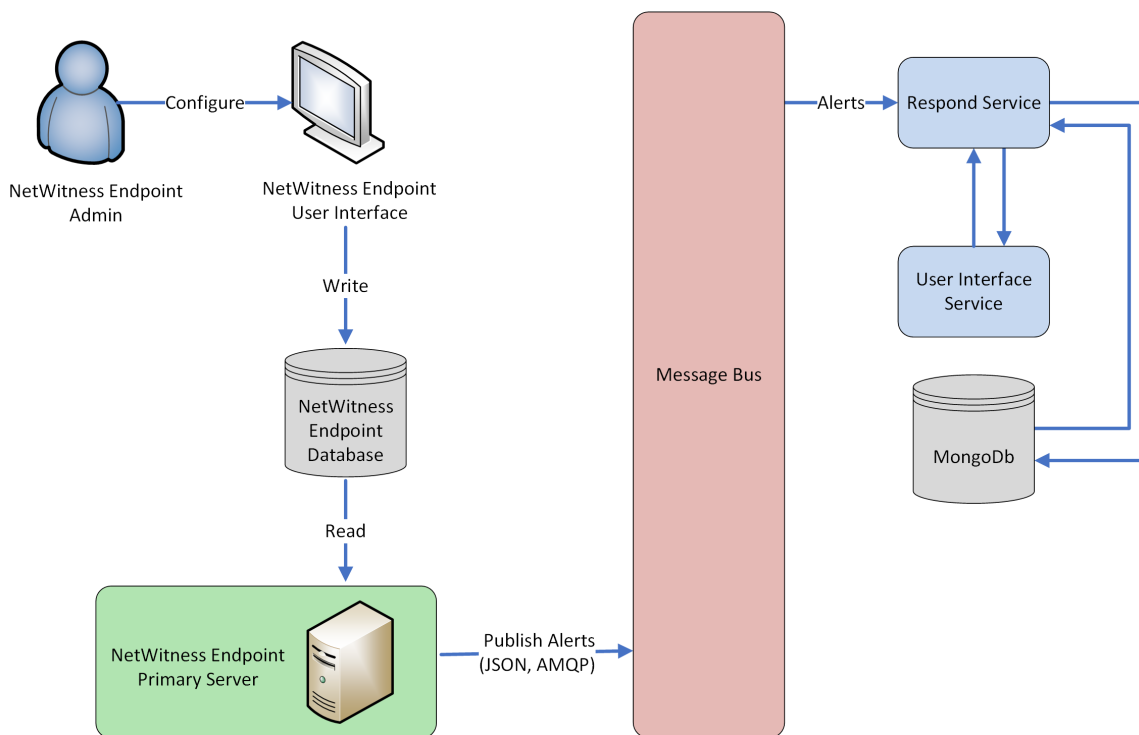 Configure
NetWitness Endpoint
Admin
NetWitness Endpoint
User Interface
Write
NetWitness
Endpoint
Database
Read
NetWitness Endpoint
Primary Server
Publish Alerts
(JSON, AMQP)
Message Bus
Alerts
Respond Service
User Interface
Service
MongoDb